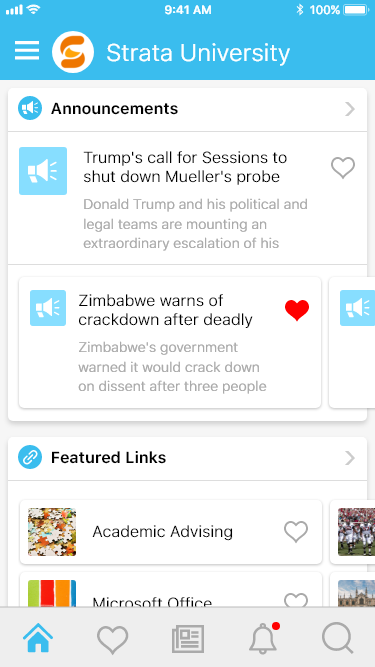 9:41 AM
100%
Strata University
Announcements
Trump's call for Sessions to
shut down Mueller's probe
Donald Trump and his political and
legal teams are mounting an
extraordinary escalation of his
Zimbabwe warns of
crackdown after deadly
Zimbabwe's government
warned it would crack down
on dissent after three people
Featured Links
Academic Advising
Microsoft Office